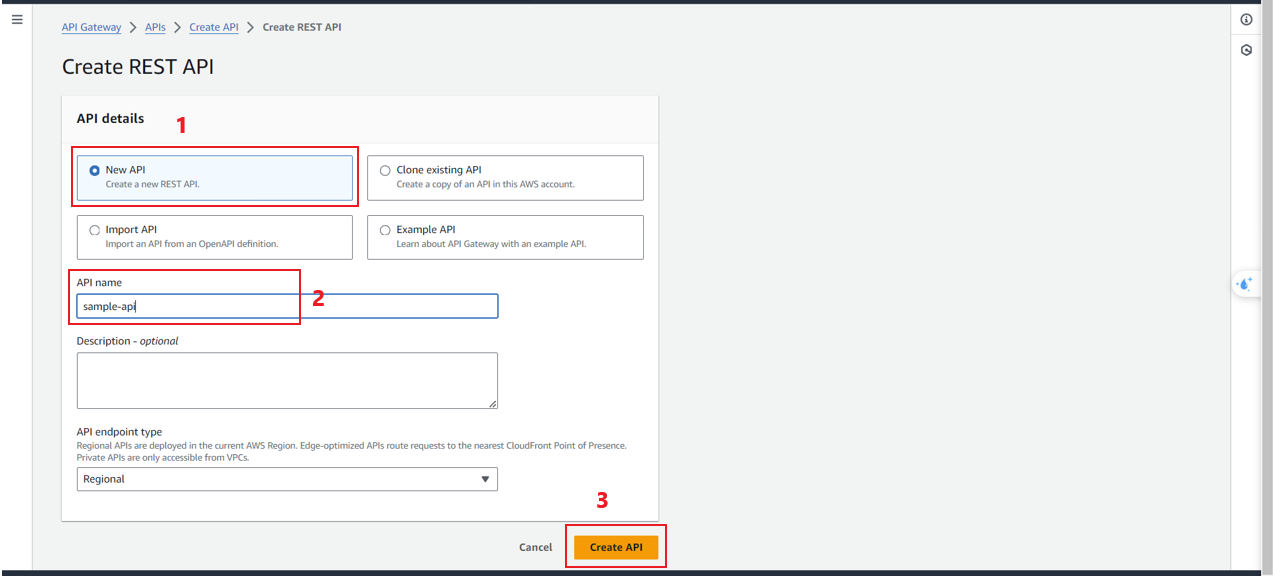 API Gateway > APIs > Create API > Create REST API
Create REST API
API details
1
New API
Create a new REST API.
Clone existing API
Create a copy of an API in this AWS account.
Import API
Import an API from an OpenAPI definition.
Example API
Learn about API Gateway with an example API.
API name
sample-api
2
Description - optional
API endpoint type
Regional APIs are deployed in the current AWS Region. Edge-optimized APIs route requests to the nearest CloudFront Point of Presence.
Private APIs are only accessible from VPCs.
Regional
3
Cancel
Create API